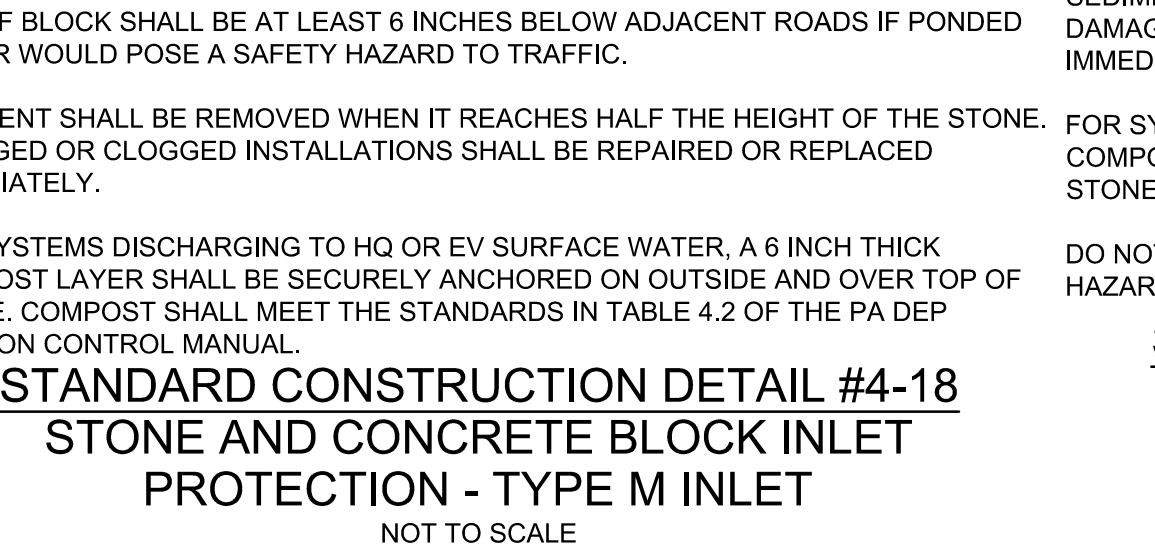 F BLOCK SHALL BE AT LEAST 6 INCHES BELOW ADJACENT ROADS IF PONDED
R WOULD POSE A SAFETY HAZARD TO TRAFFIC.
ENT SHALL BE REMOVED WHEN IT REACHES HALF THE HEIGHT OF THE STONE.
GED OR CLOGGED INSTALLATIONS SHALL BE REPAIRED OR REPLACED
IATELY.
YSTEMS DISCHARGING TO HQ OR EV SURFACE WATER, A 6 INCH THICK
OST LAYER SHALL BE SECURELY ANCHORED ON OUTSIDE AND OVER TOP OF
E. COMPOST SHALL MEET THE STANDARDS IN TABLE 4.2 OF THE PA DEP
ON CONTROL MANUAL.
STANDARD CONSTRUCTION DETAIL #4-18
STONE AND CONCRETE BLOCK INLET
PROTECTION - TYPE M INLET
NOT TO SCALE
SEDIM
DAMAG
IMMED
FOR SY
COMPO
STONE
DO NOT
HAZAR